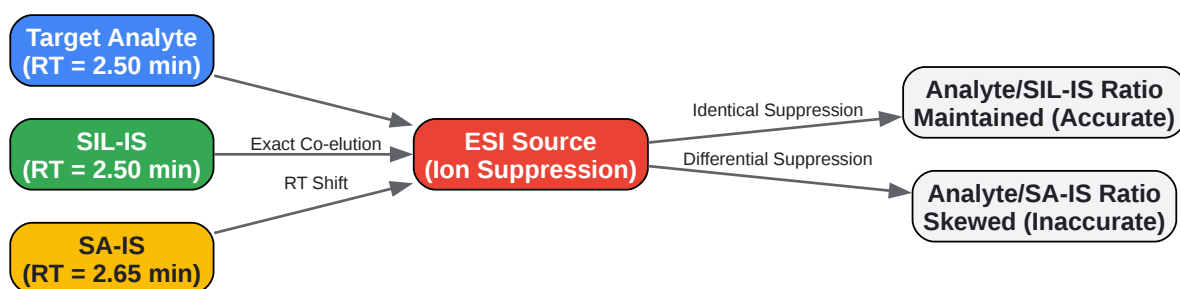 Target Analyte
(RT = 2.50 min)
SIL-IS
(RT = 2.50 min)
SA-IS
(RT = 2.65 min)
Exact Co-elution
RT Shift
ESI Source
(Ion Suppression)
Identical Suppression
Differential Suppression
Analyte/SIL-IS Ratio
Maintained (Accurate)
Analyte/SA-IS Ratio
Skewed (Inaccurate)